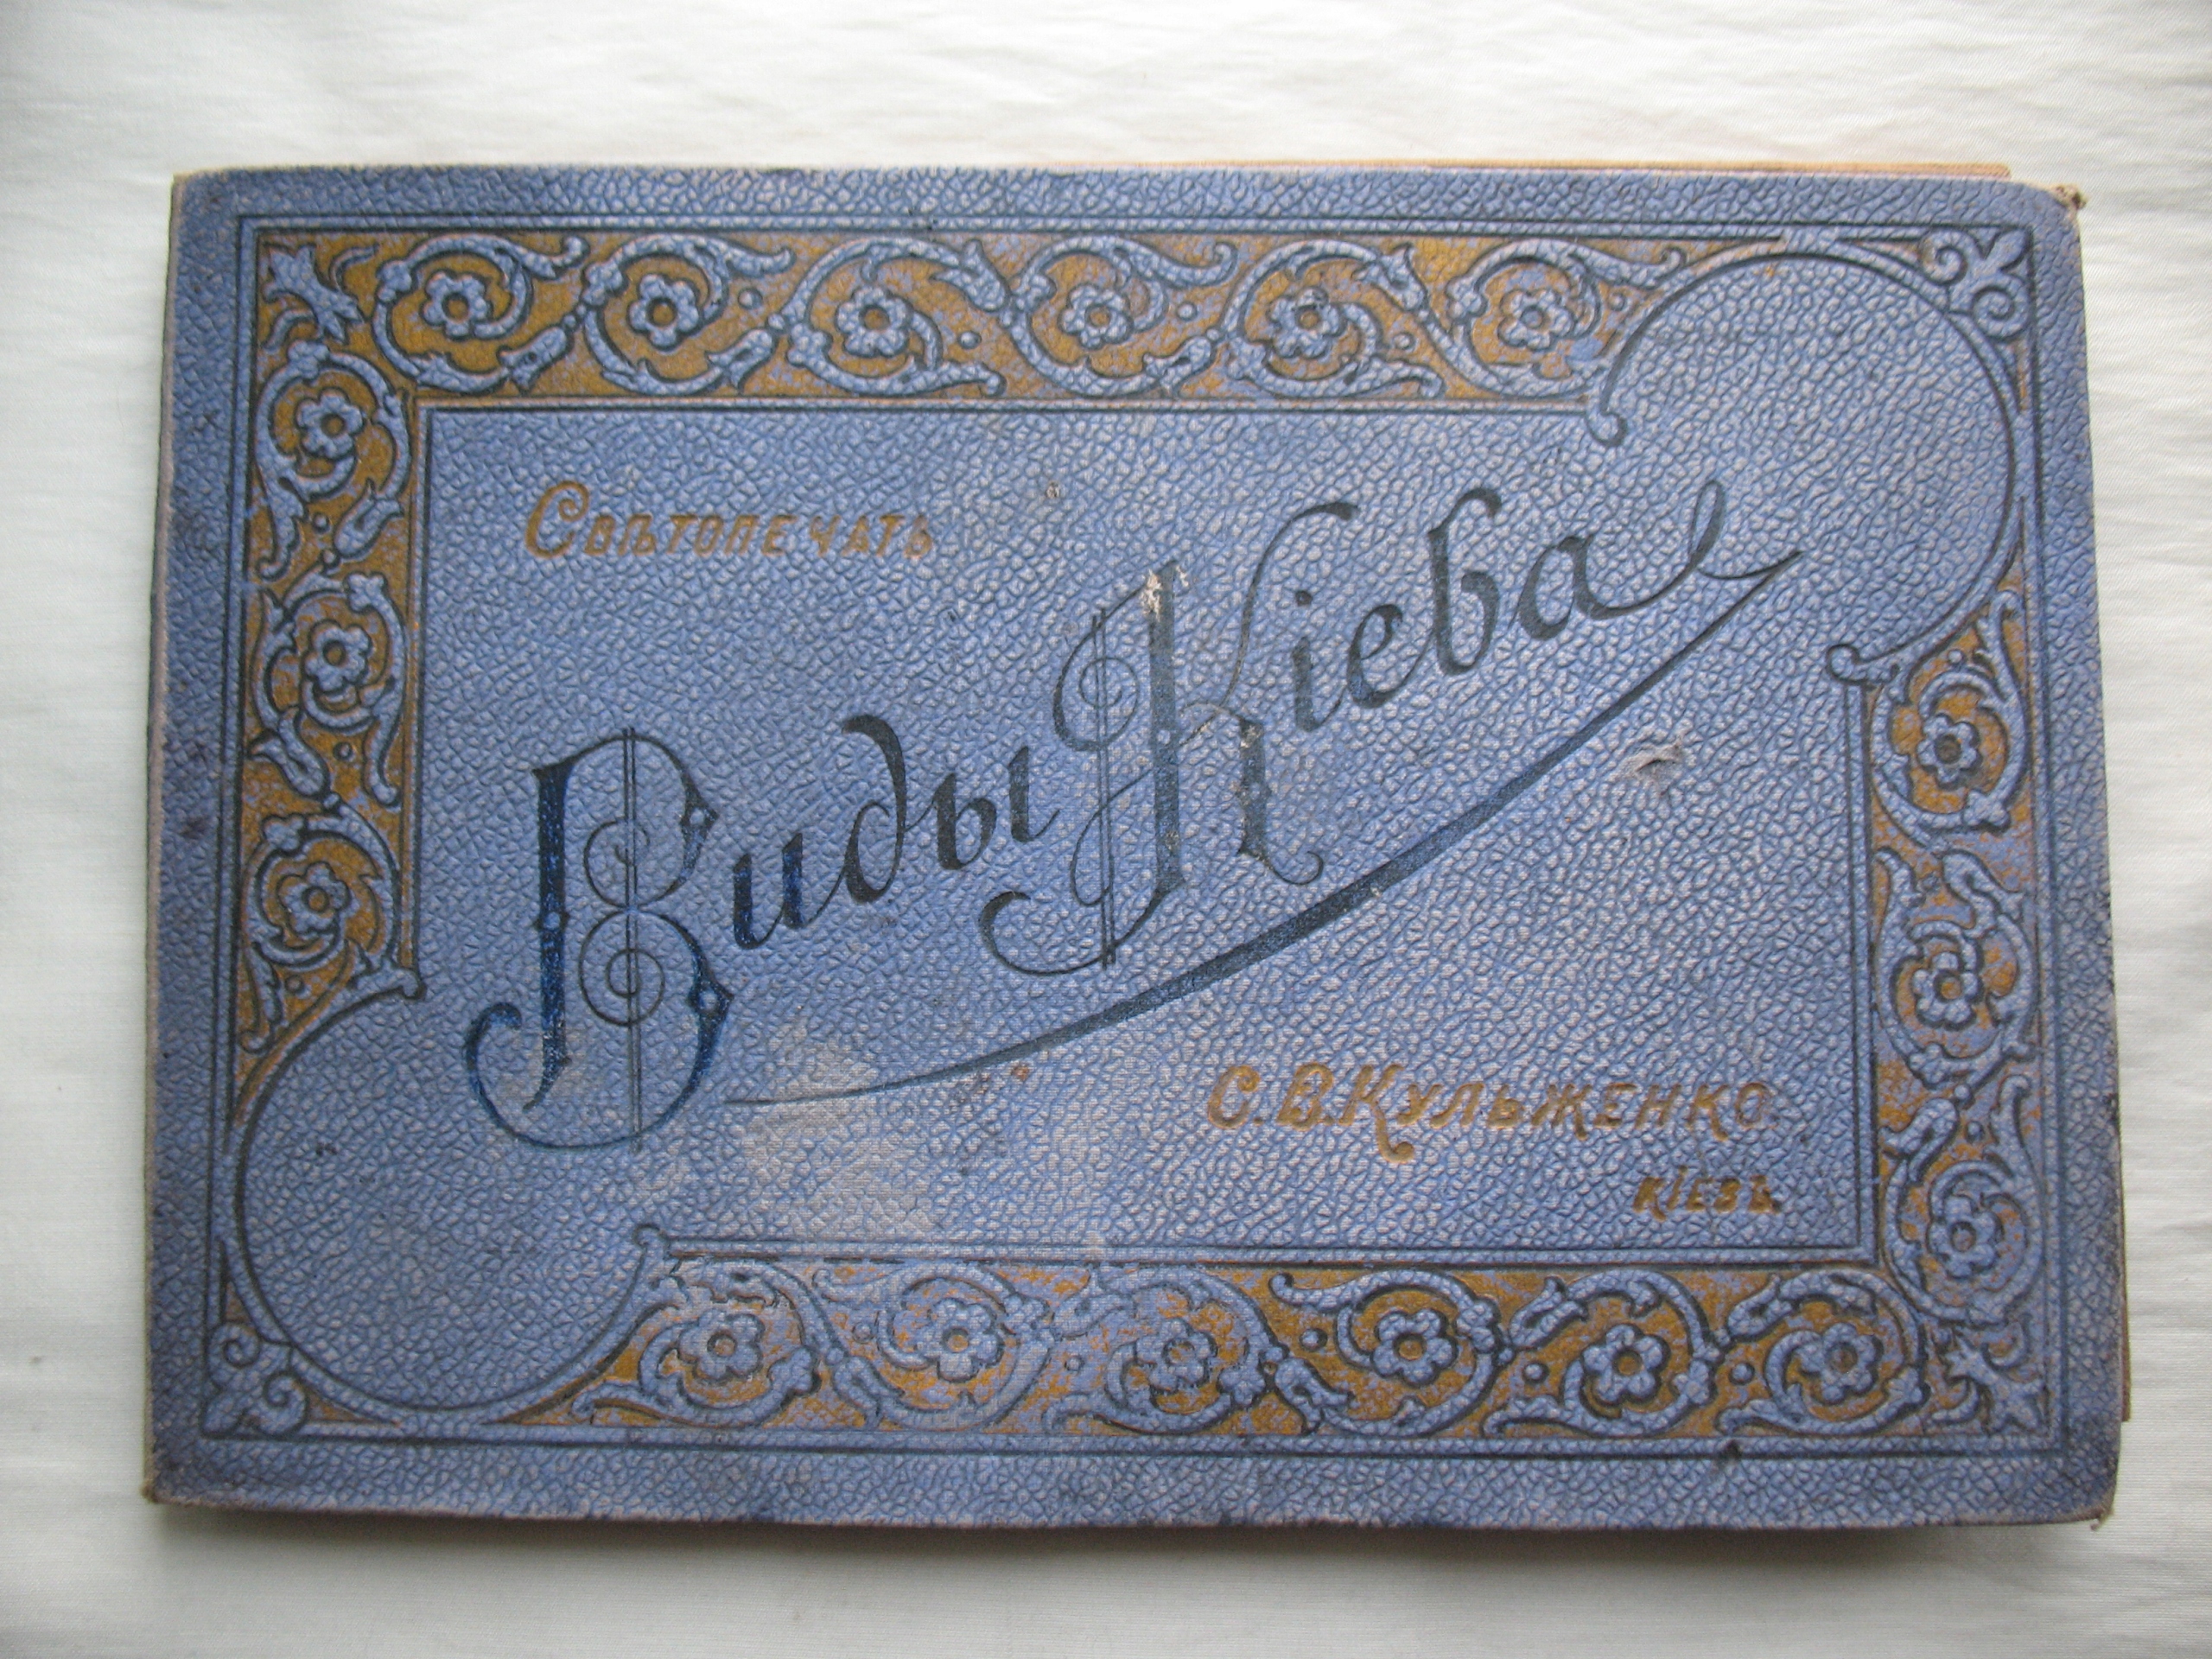 Свѣтопечать
Виды Кіева
С. В. Кульженко
Кіевъ.